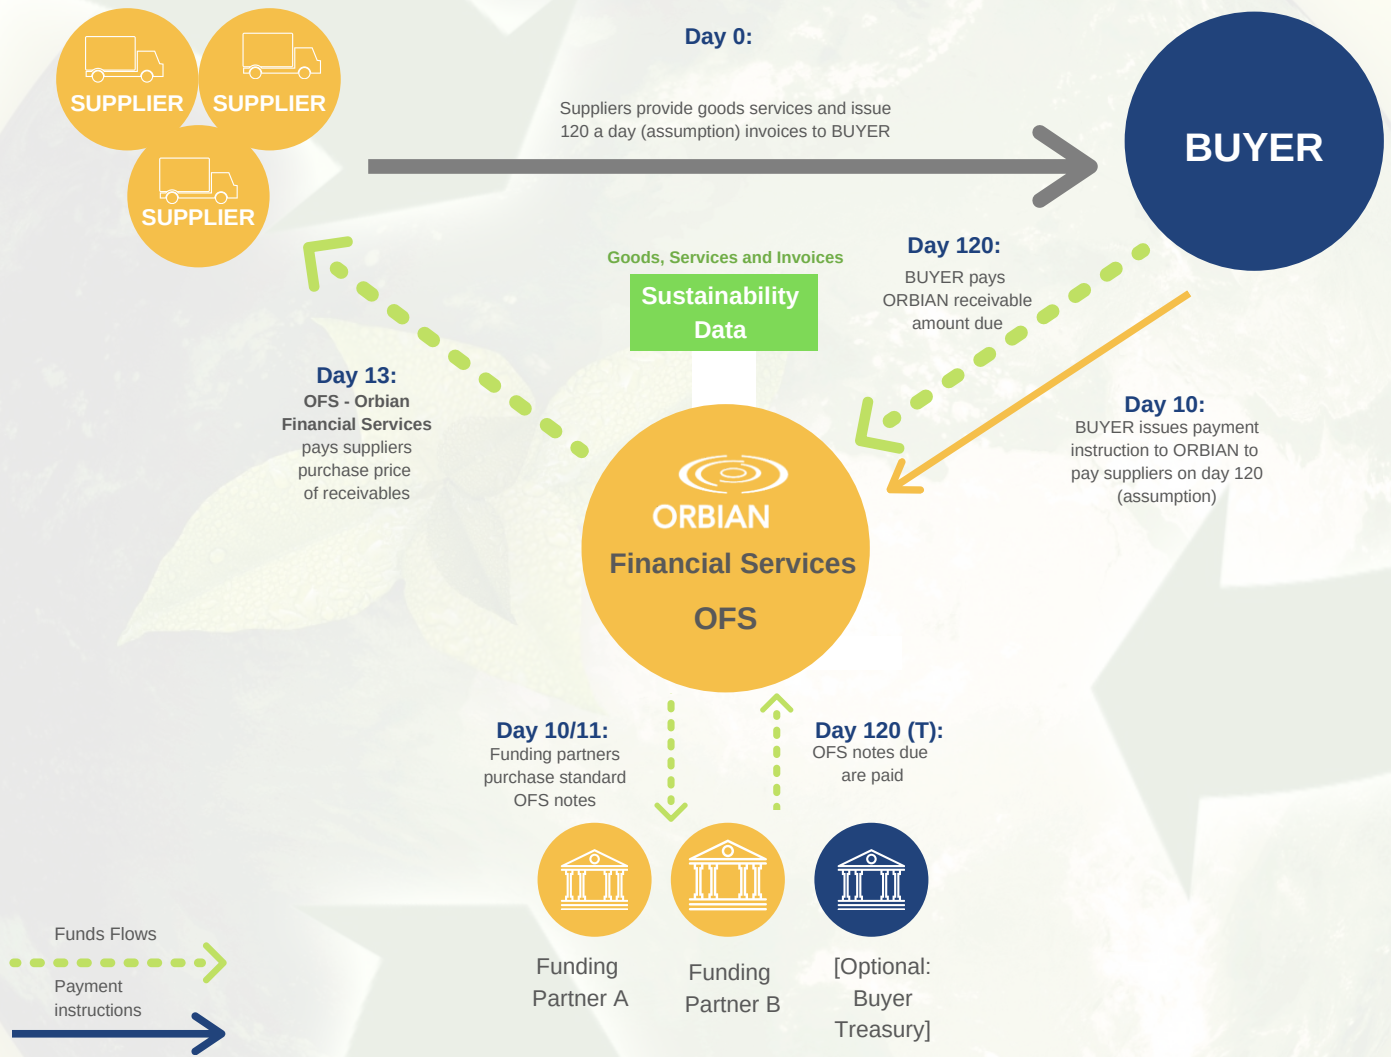 SUPPLIER
SUPPLIER
SUPPLIER
Day 0:
Suppliers provide goods services and issue
120 a day (assumption) invoices to BUYER
BUYER
Goods, Services and Invoices
Sustainability
Data
Day 120:
BUYER pays
ORBIAN receivable
amount due
Day 13:
OFS - Orbian
Financial Services
pays suppliers
purchase price
of receivables
Day 10:
BUYER issues payment
instruction to ORBIAN to
pay suppliers on day 120
(assumption)
ORBIAN
Financial Services
OFS
Day 10/11:
Funding partners
purchase standard
OFS notes
Day 120 (T):
OFS notes due
are paid
Funding
Partner A
Funding
Partner B
[Optional:
Buyer
Treasury]
Funds Flows
Payment
instructions